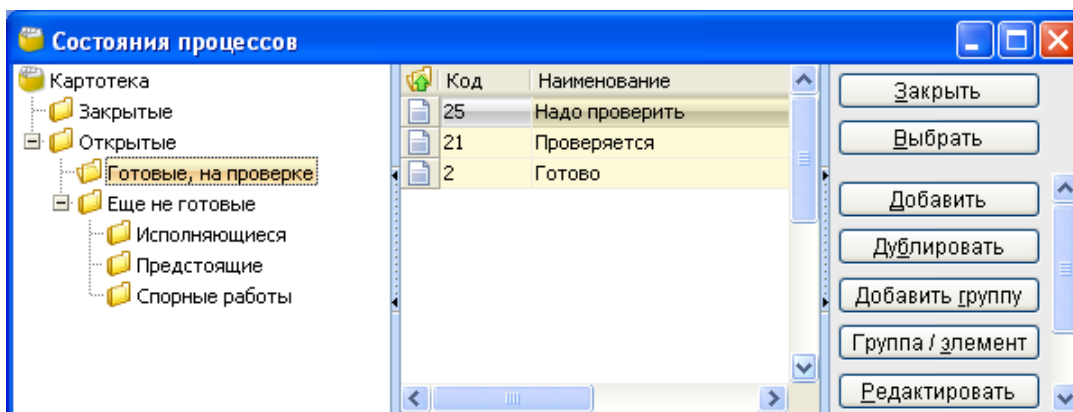 Состояния процессов
Картотека
Закрытые
Открытые
Готовые, на проверке
Еще не готовые
Исполняющиеся
Предстоящие
Спорные работы
Код Наименование
25 Надо проверить
21 Проверяется
2 Готово
Закрыть
Выбрать
Добавить
Дублировать
Добавить группу
Группа / элемент
Редактировать